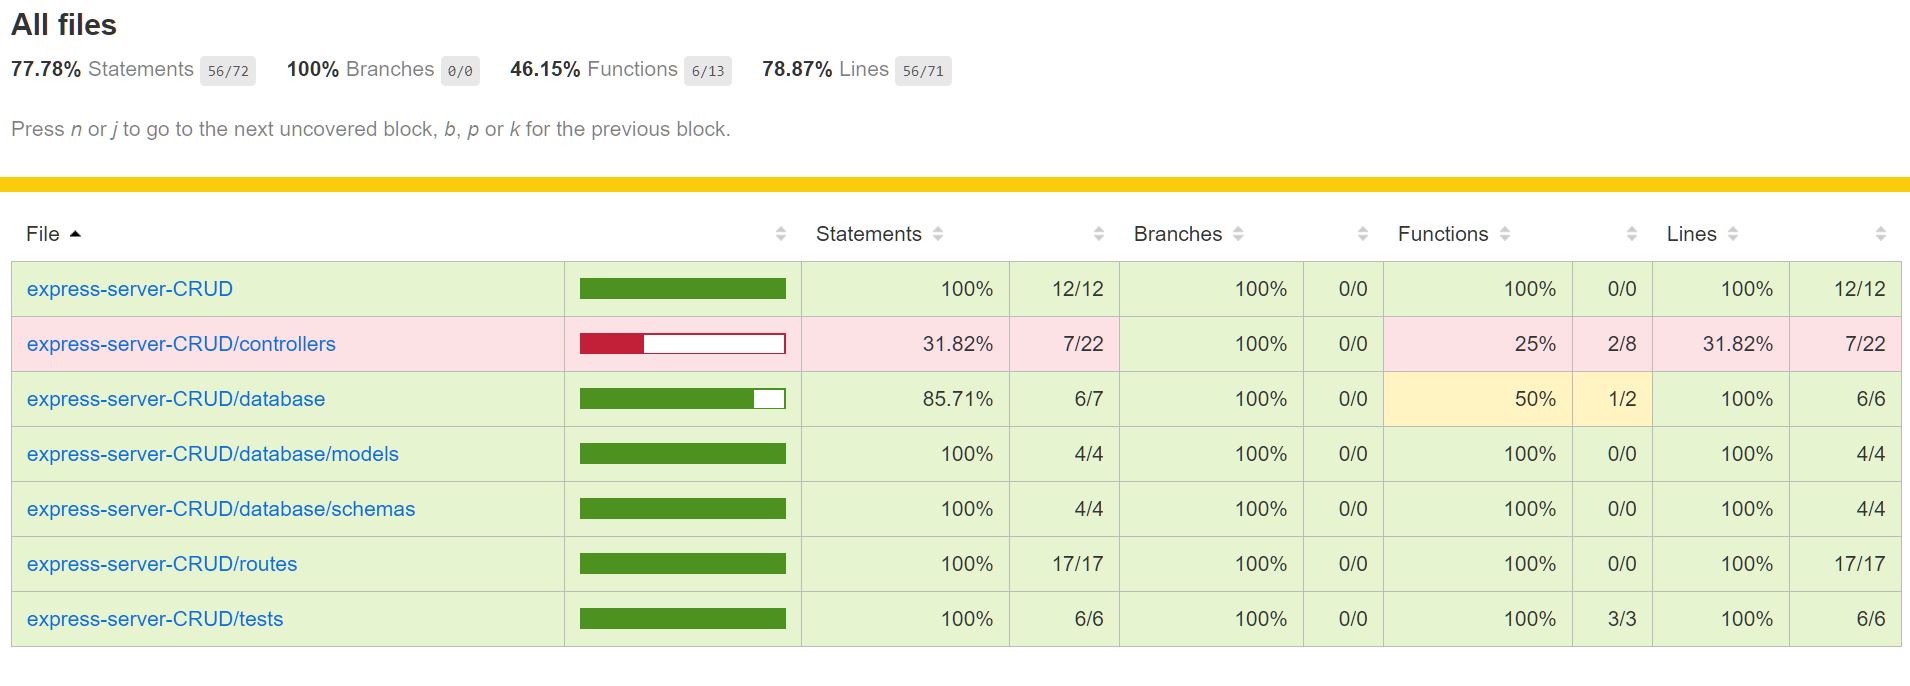 All files
77.78% Statements 56/72 100% Branches 0/0 46.15% Functions 6/13 78.87% Lines 56/71
Press n or j to go to the next uncovered block, b, p or k for the previous block.
File Statements Branches Functions Lines
express-server-CRUD 100% 12/12 100% 0/0 100% 0/0 100% 12/12
express-server-CRUD/controllers 31.82% 7/22 100% 0/0 25% 2/8 31.82% 7/22
express-server-CRUD/database 85.71% 6/7 100% 0/0 50% 1/2 100% 6/6
express-server-CRUD/database/models 100% 4/4 100% 0/0 100% 0/0 100% 4/4
express-server-CRUD/database/schemas 100% 4/4 100% 0/0 100% 0/0 100% 4/4
express-server-CRUD/routes 100% 17/17 100% 0/0 100% 0/0 100% 17/17
express-server-CRUD/tests 100% 6/6 100% 0/0 100% 3/3 100% 6/6